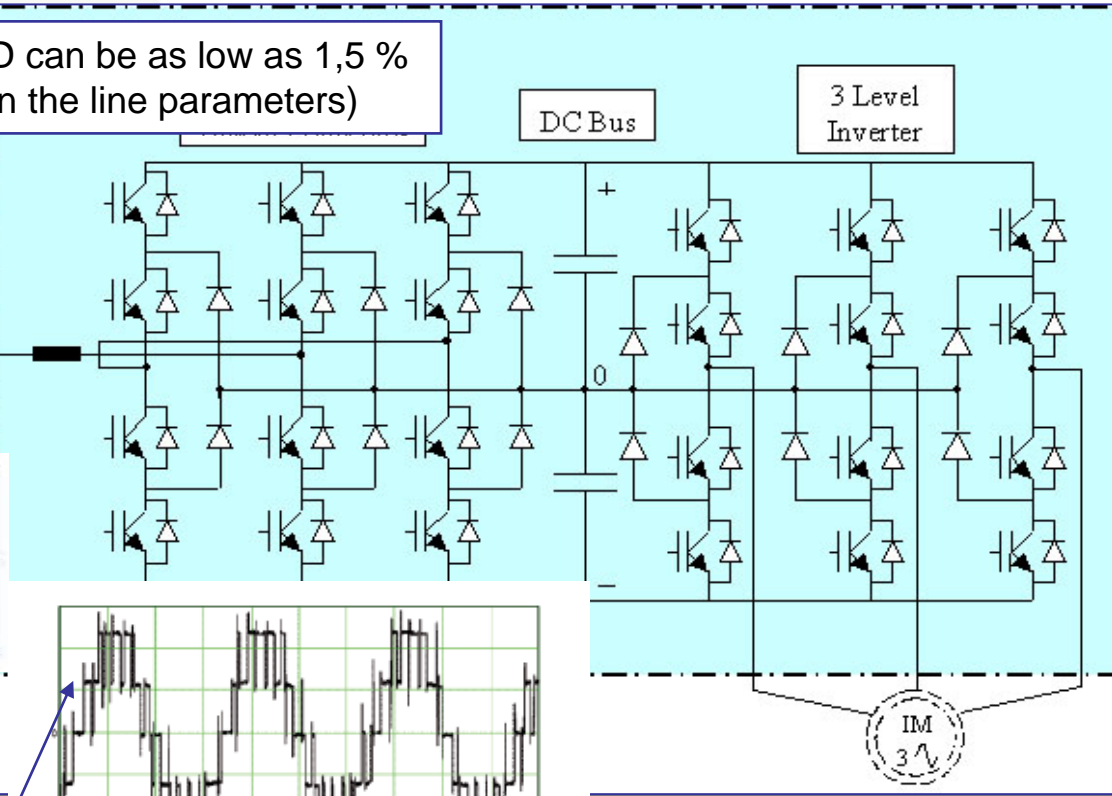 D can be as low as 1,5 %
n the line parameters)
DC Bus
3 Level
Inverter
+
0
−
IM
3